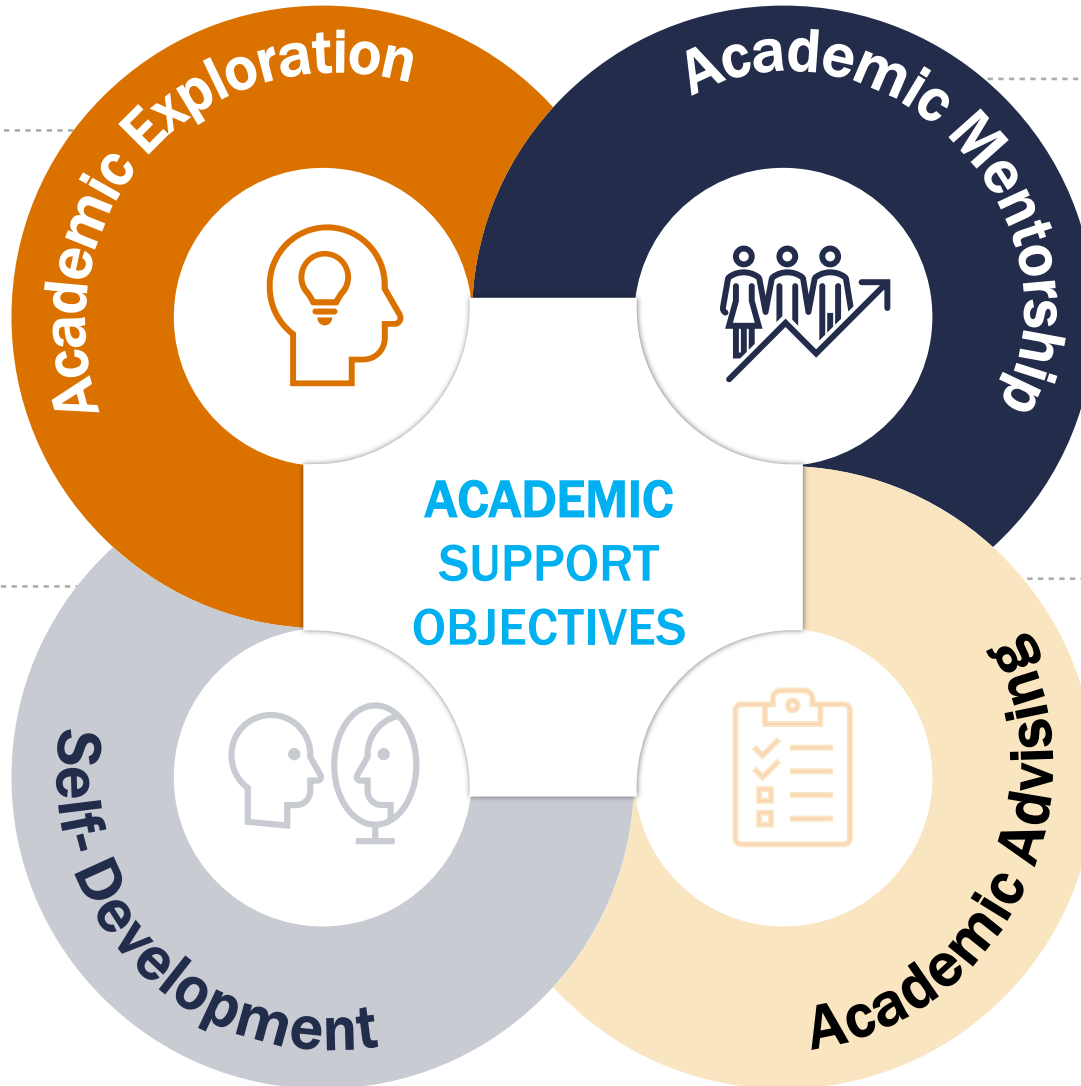 Academic Exploration
Academic Mentorship
ACADEMIC
SUPPORT
OBJECTIVES
Self- Development
Academic Advising